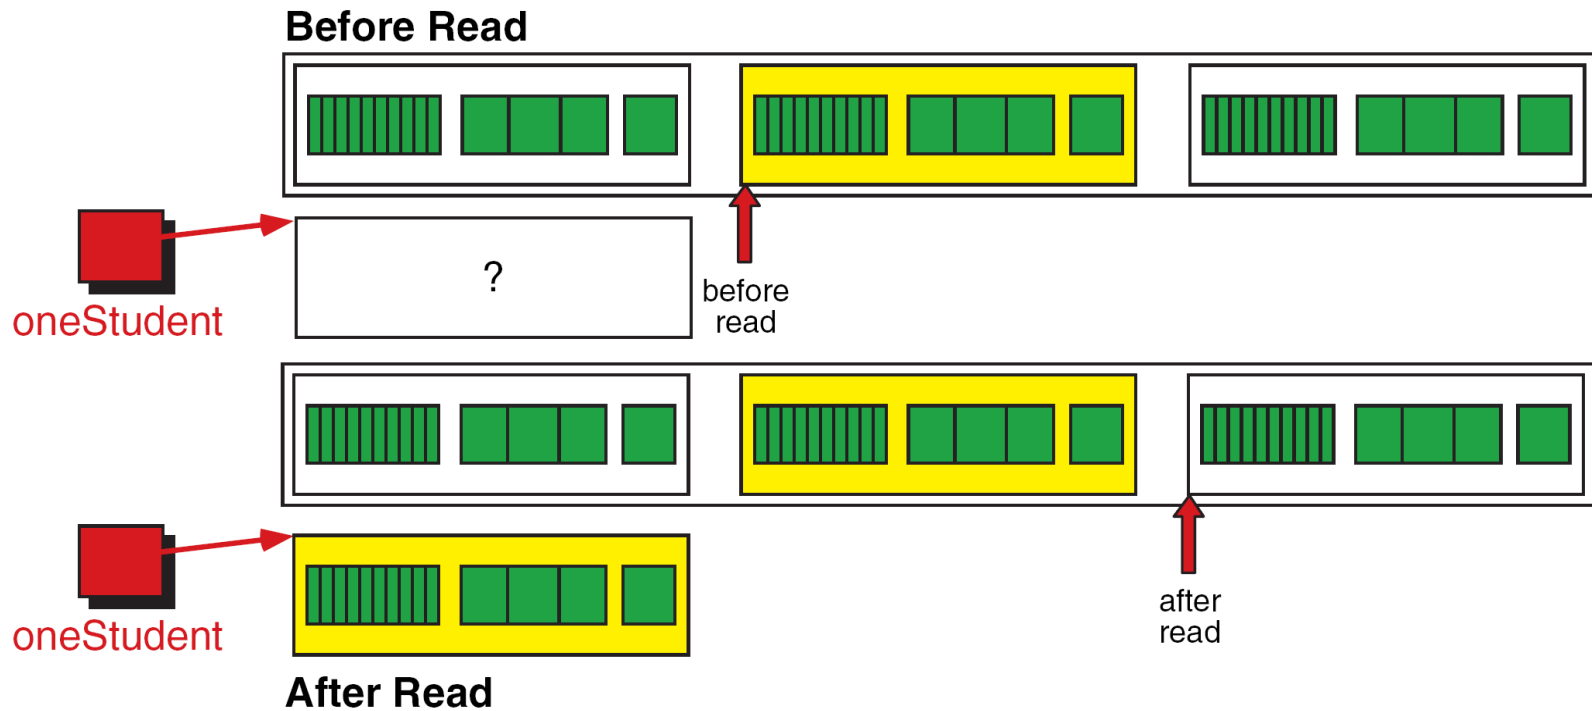 Before Read
?
oneStudent
before
read
oneStudent
after
read
After Read